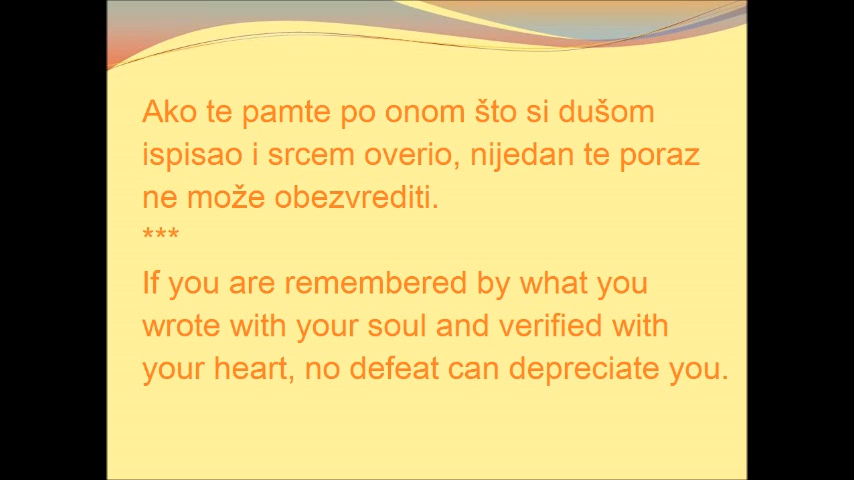 Ako te pamte po onom što si dušom
ispisao i srcem overio, nijedan te poraz
ne može obezvrediti.
***
If you are remembered by what you
wrote with your soul and verified with
your heart, no defeat can depreciate you.